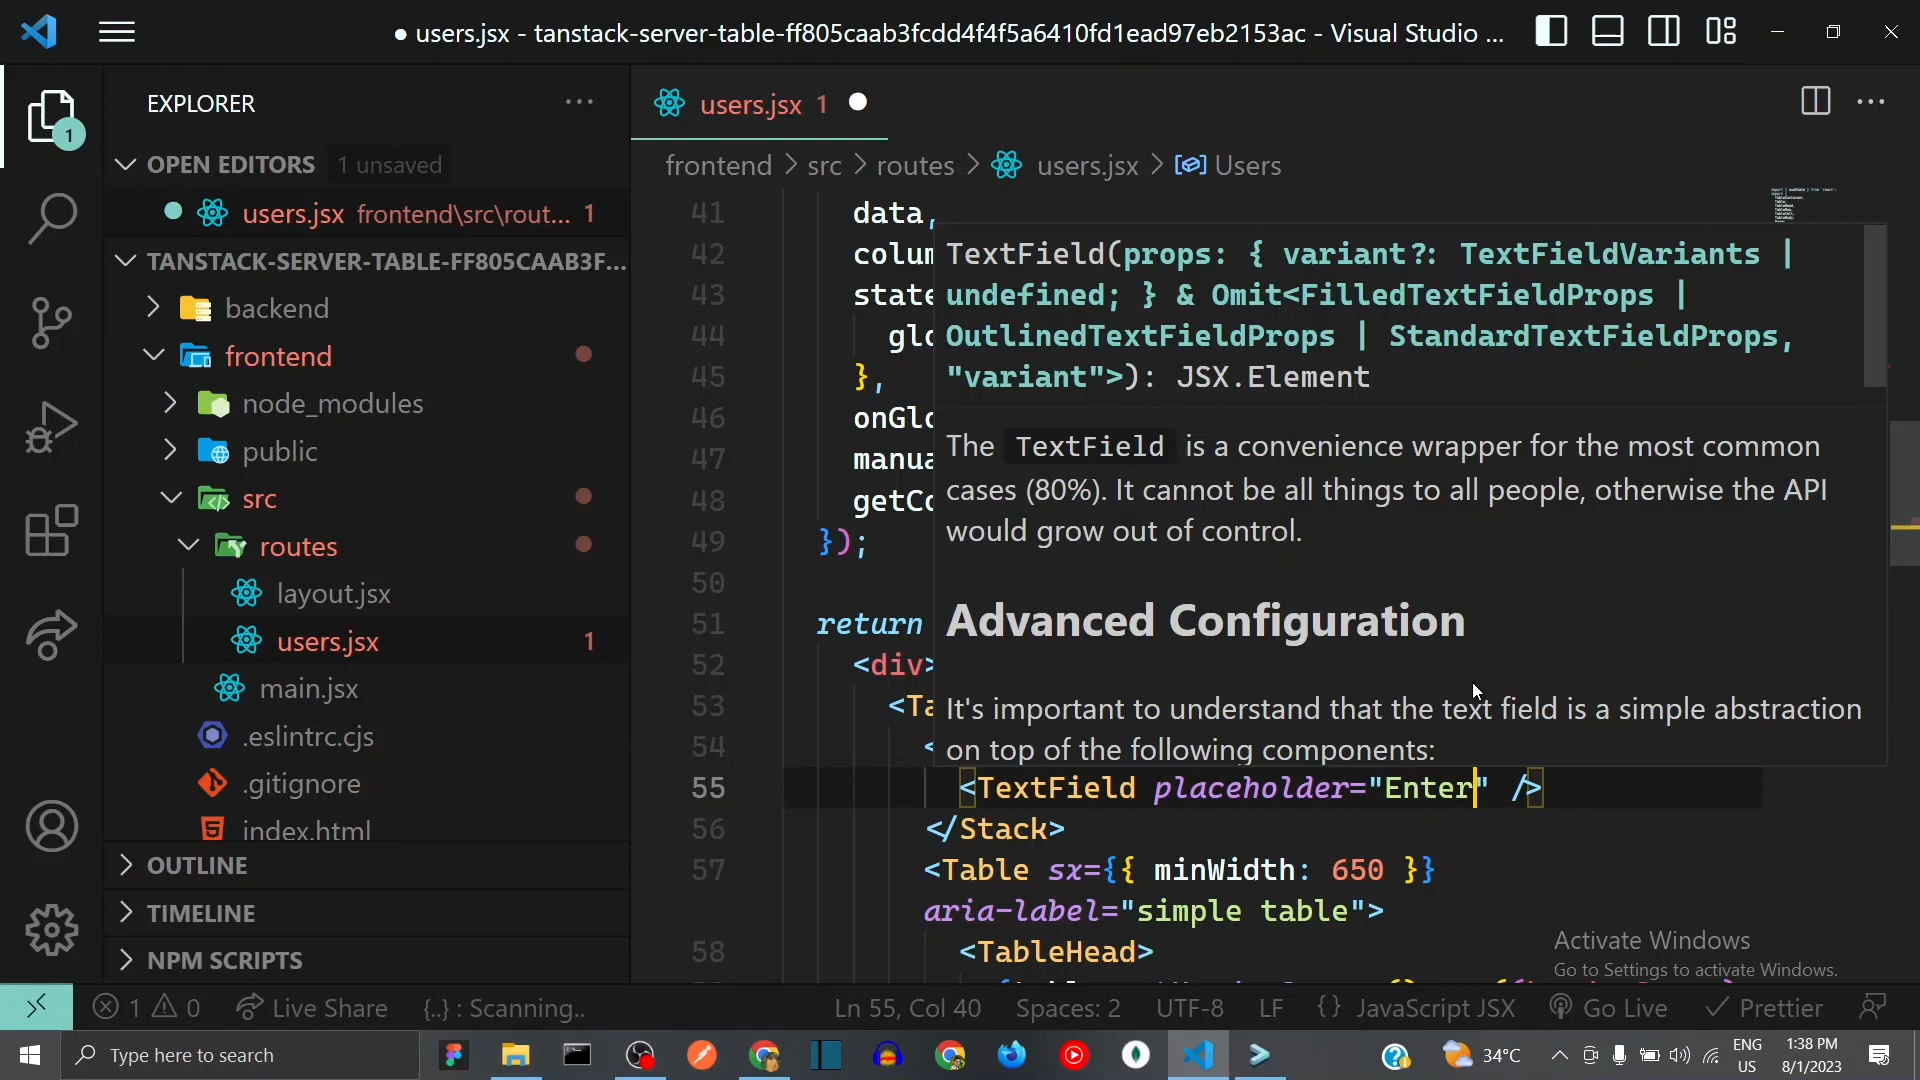 ● users.jsx - tanstack-server-table-ff805caab3fcdd4f4f5a6410fd1ead97eb2153ac - Visual Studio ...
EXPLORER
1
OPEN EDITORS 1 unsaved
users.jsx frontend\src\rout... 1
TANSTACK-SERVER-TABLE-FF805CAAB3F...
backend
frontend
node_modules
public
src
routes
layout.jsx
users.jsx 1
main.jsx
.eslintrc.cjs
.gitignore
index.html
OUTLINE
TIMELINE
NPM SCRIPTS
users.jsx 1
frontend > src > routes > users.jsx > Users
41 data,
42 colum
43 state
44 glo
45 },
46 onGlo
47 manua
48 getCo
49 });
50
51 return
52 <div>
53 <Ta
54 <
55 <TextField placeholder="Enter" />
56 </Stack>
57 <Table sx={{ minWidth: 650 }}
aria-label="simple table">
58 <TableHead>
TextField(props: { variant?: TextFieldVariants |
undefined; } & Omit<FilledTextFieldProps |
OutlinedTextFieldProps | StandardTextFieldProps,
"variant">): JSX.Element
The TextField is a convenience wrapper for the most common
cases (80%). It cannot be all things to all people, otherwise the API
would grow out of control.
Advanced Configuration
It's important to understand that the text field is a simple abstraction
on top of the following components:
Activate Windows
Go to Settings to activate Windows.
1 0 Live Share {..} : Scanning.. Ln 55, Col 40 Spaces: 2 UTF-8 LF {} JavaScript JSX Go Live Prettier
Type here to search
34°C
ENG
US
1:38 PM
8/1/2023